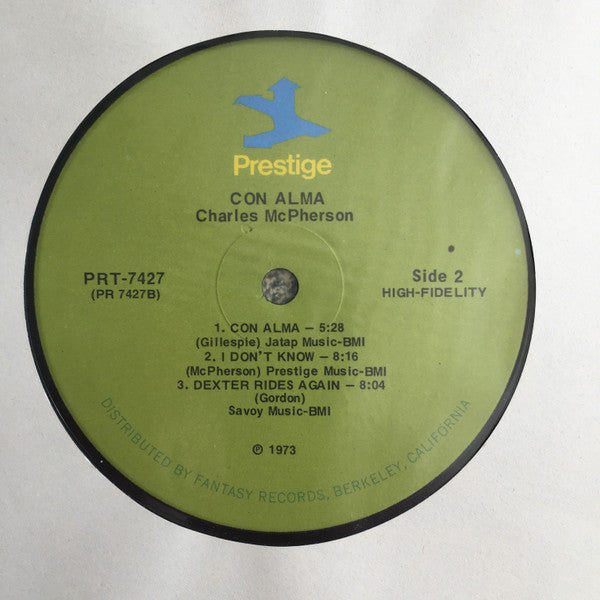 Prestige
CON ALMA
Charles McPherson
PRT-7427
(PR 7427B)
Side 2
HIGH-FIDELITY
1. CON ALMA – 5:28
(Gillespie) Jatap Music-BMI
2. I DON'T KNOW – 8:16
(McPherson) Prestige Music-BMI
3. DEXTER RIDES AGAIN – 8:04
(Gordon)
Savoy Music-BMI
℗ 1973
DISTRIBUTED BY FANTASY RECORDS, BERKELEY, CALIFORNIA